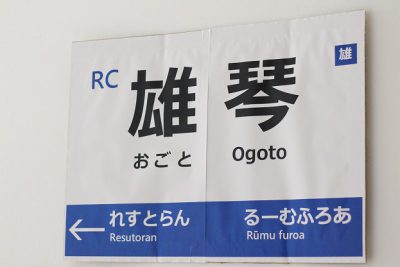 RC
雄琴
雄
おごと
Ogoto
れすとらん
Resutoran
るーむふろあ
Rūmu furoa